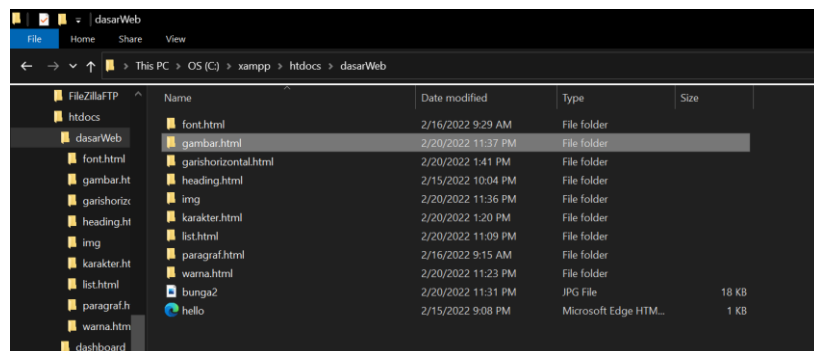 dasarWeb
File Home Share View
This PC > OS (C:) > xampp > htdocs > dasarWeb
FileZillaFTP
htdocs
dasarWeb
font.html
gambar.ht
garishorizo
heading.ht
img
karakter.ht
list.html
paragraf.h
warna.htm
dashboard
Name Date modified Type Size
font.html 2/16/2022 9:29 AM File folder
gambar.html 2/20/2022 11:37 PM File folder
garishorizontal.html 2/20/2022 1:41 PM File folder
heading.html 2/15/2022 10:04 PM File folder
img 2/20/2022 11:36 PM File folder
karakter.html 2/20/2022 1:20 PM File folder
list.html 2/20/2022 11:09 PM File folder
paragraf.html 2/16/2022 9:15 AM File folder
warna.html 2/20/2022 11:23 PM File folder
bunga2 2/20/2022 11:31 PM JPG File 18 KB
hello 2/15/2022 9:08 PM Microsoft Edge HTM... 1 KB